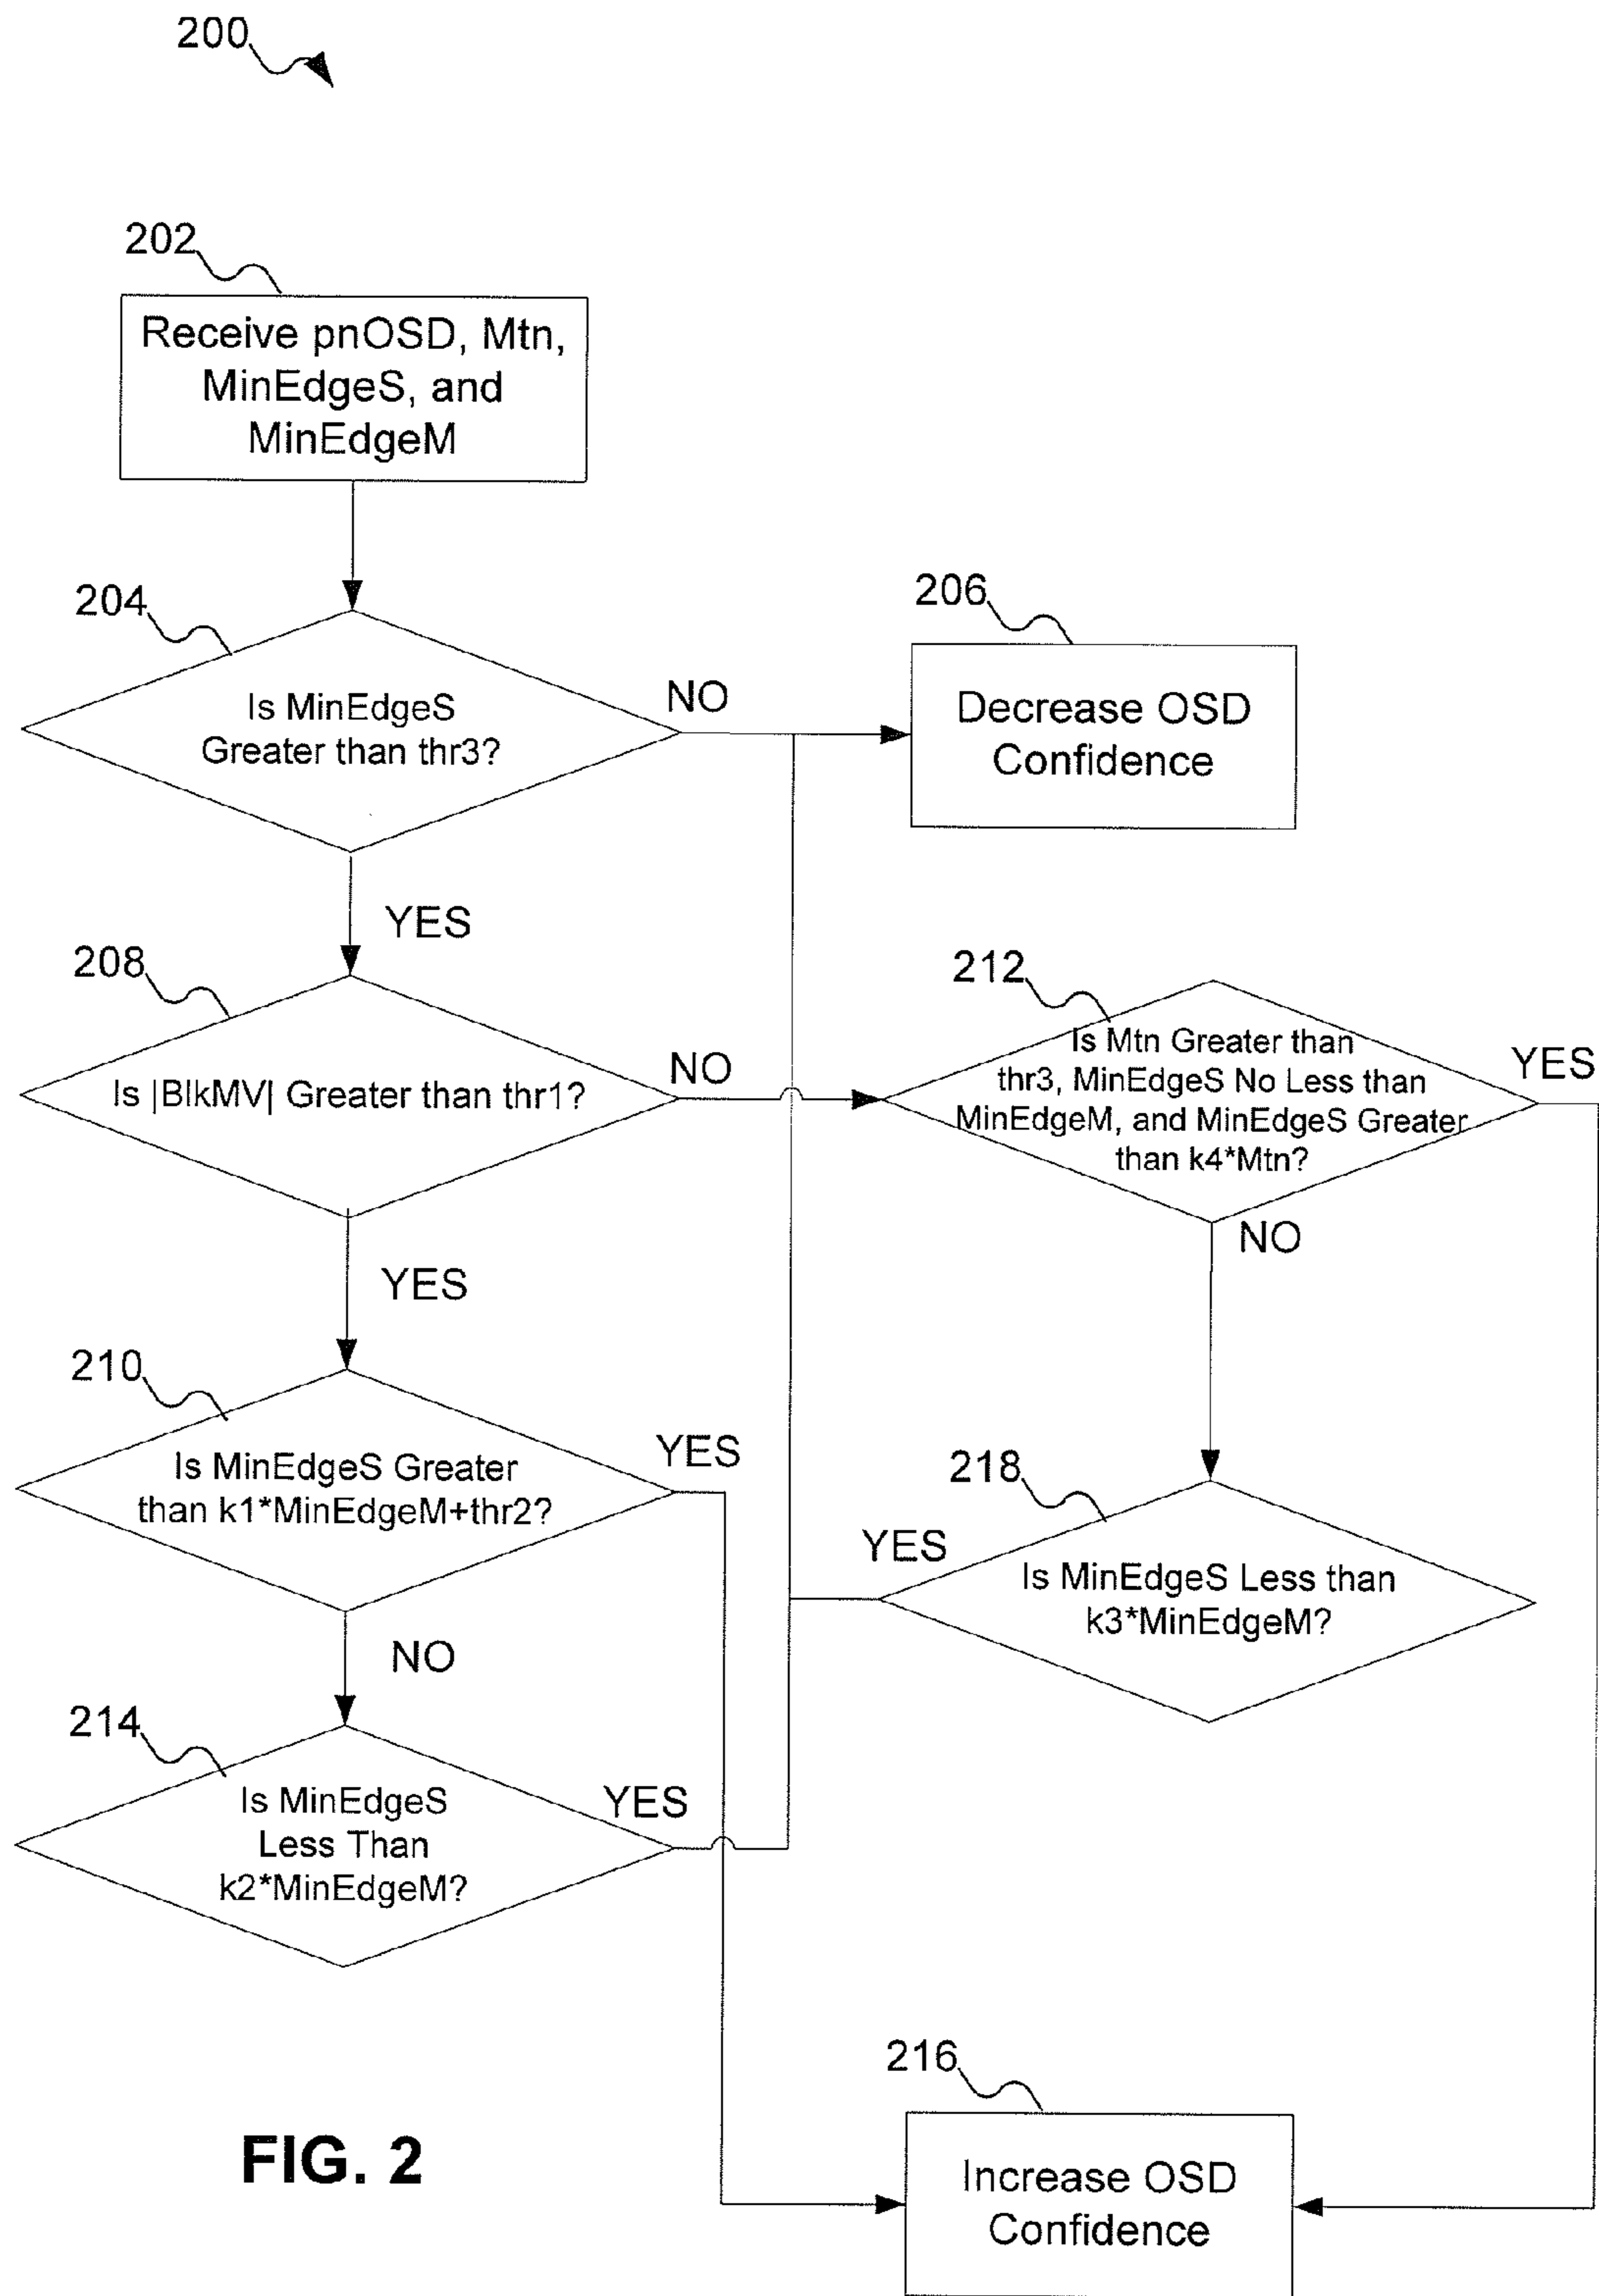 200
202
Receive pnOSD, Mtn,
MinEdgeS, and
MinEdgeM
204
Is MinEdgeS
Greater than thr3?
NO
206
Decrease OSD
Confidence
YES
208
Is |BlkMV| Greater than thr1?
NO
212
Is Mtn Greater than
thr3, MinEdgeS No Less than
MinEdgeM, and MinEdgeS Greater
than k4*Mtn?
YES
NO
YES
210
Is MinEdgeS Greater
than k1*MinEdgeM+thr2?
YES
218
Is MinEdgeS Less than
k3*MinEdgeM?
YES
NO
214
Is MinEdgeS
Less Than
k2*MinEdgeM?
YES
216
Increase OSD
Confidence
FIG. 2